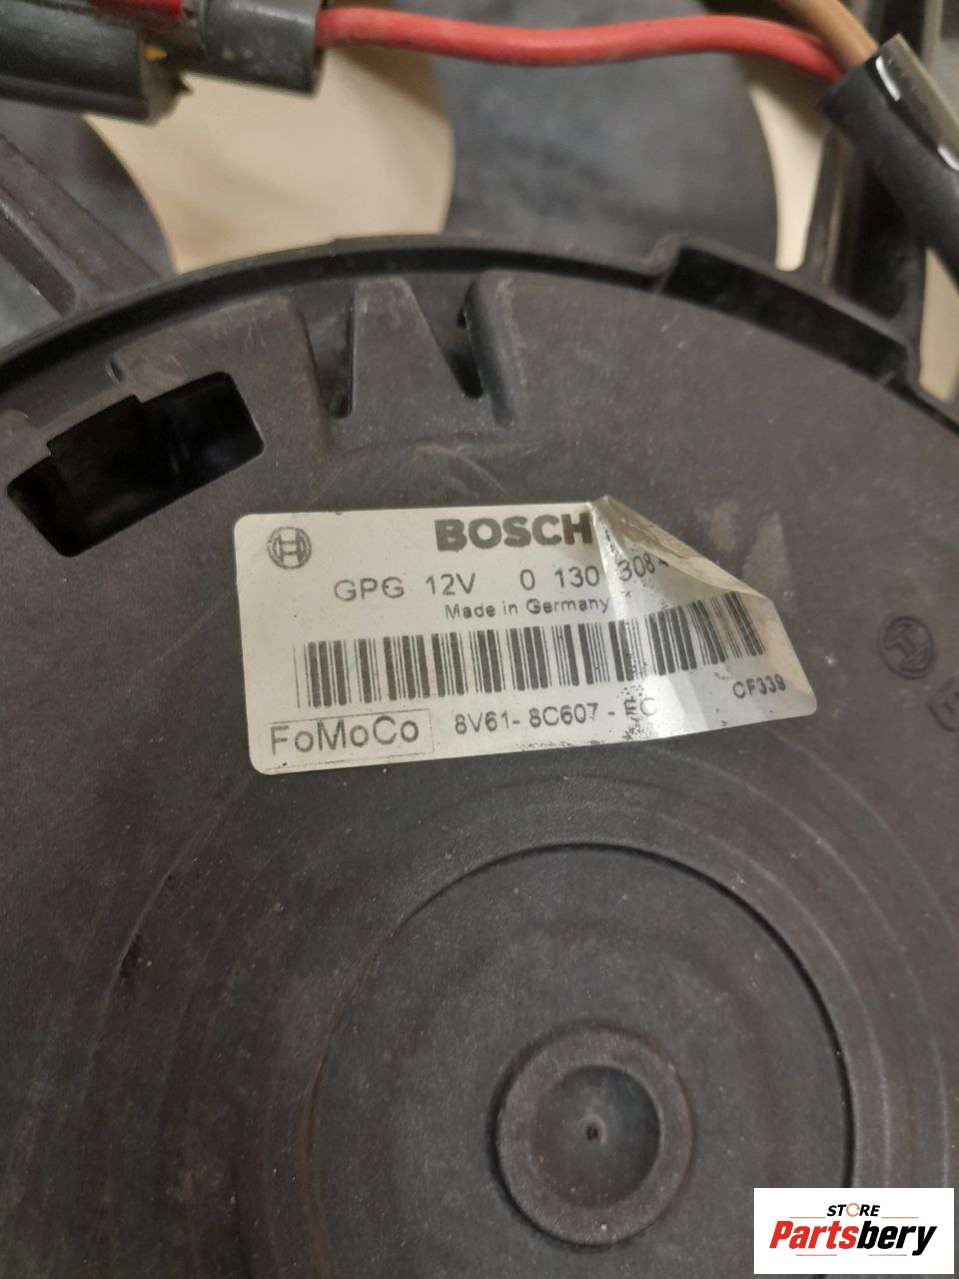 BOSCH
GPG 12V 0 130 308
Made in Germany
FoMoCo 8V61-8C607- CF339
STORE
Partsbery